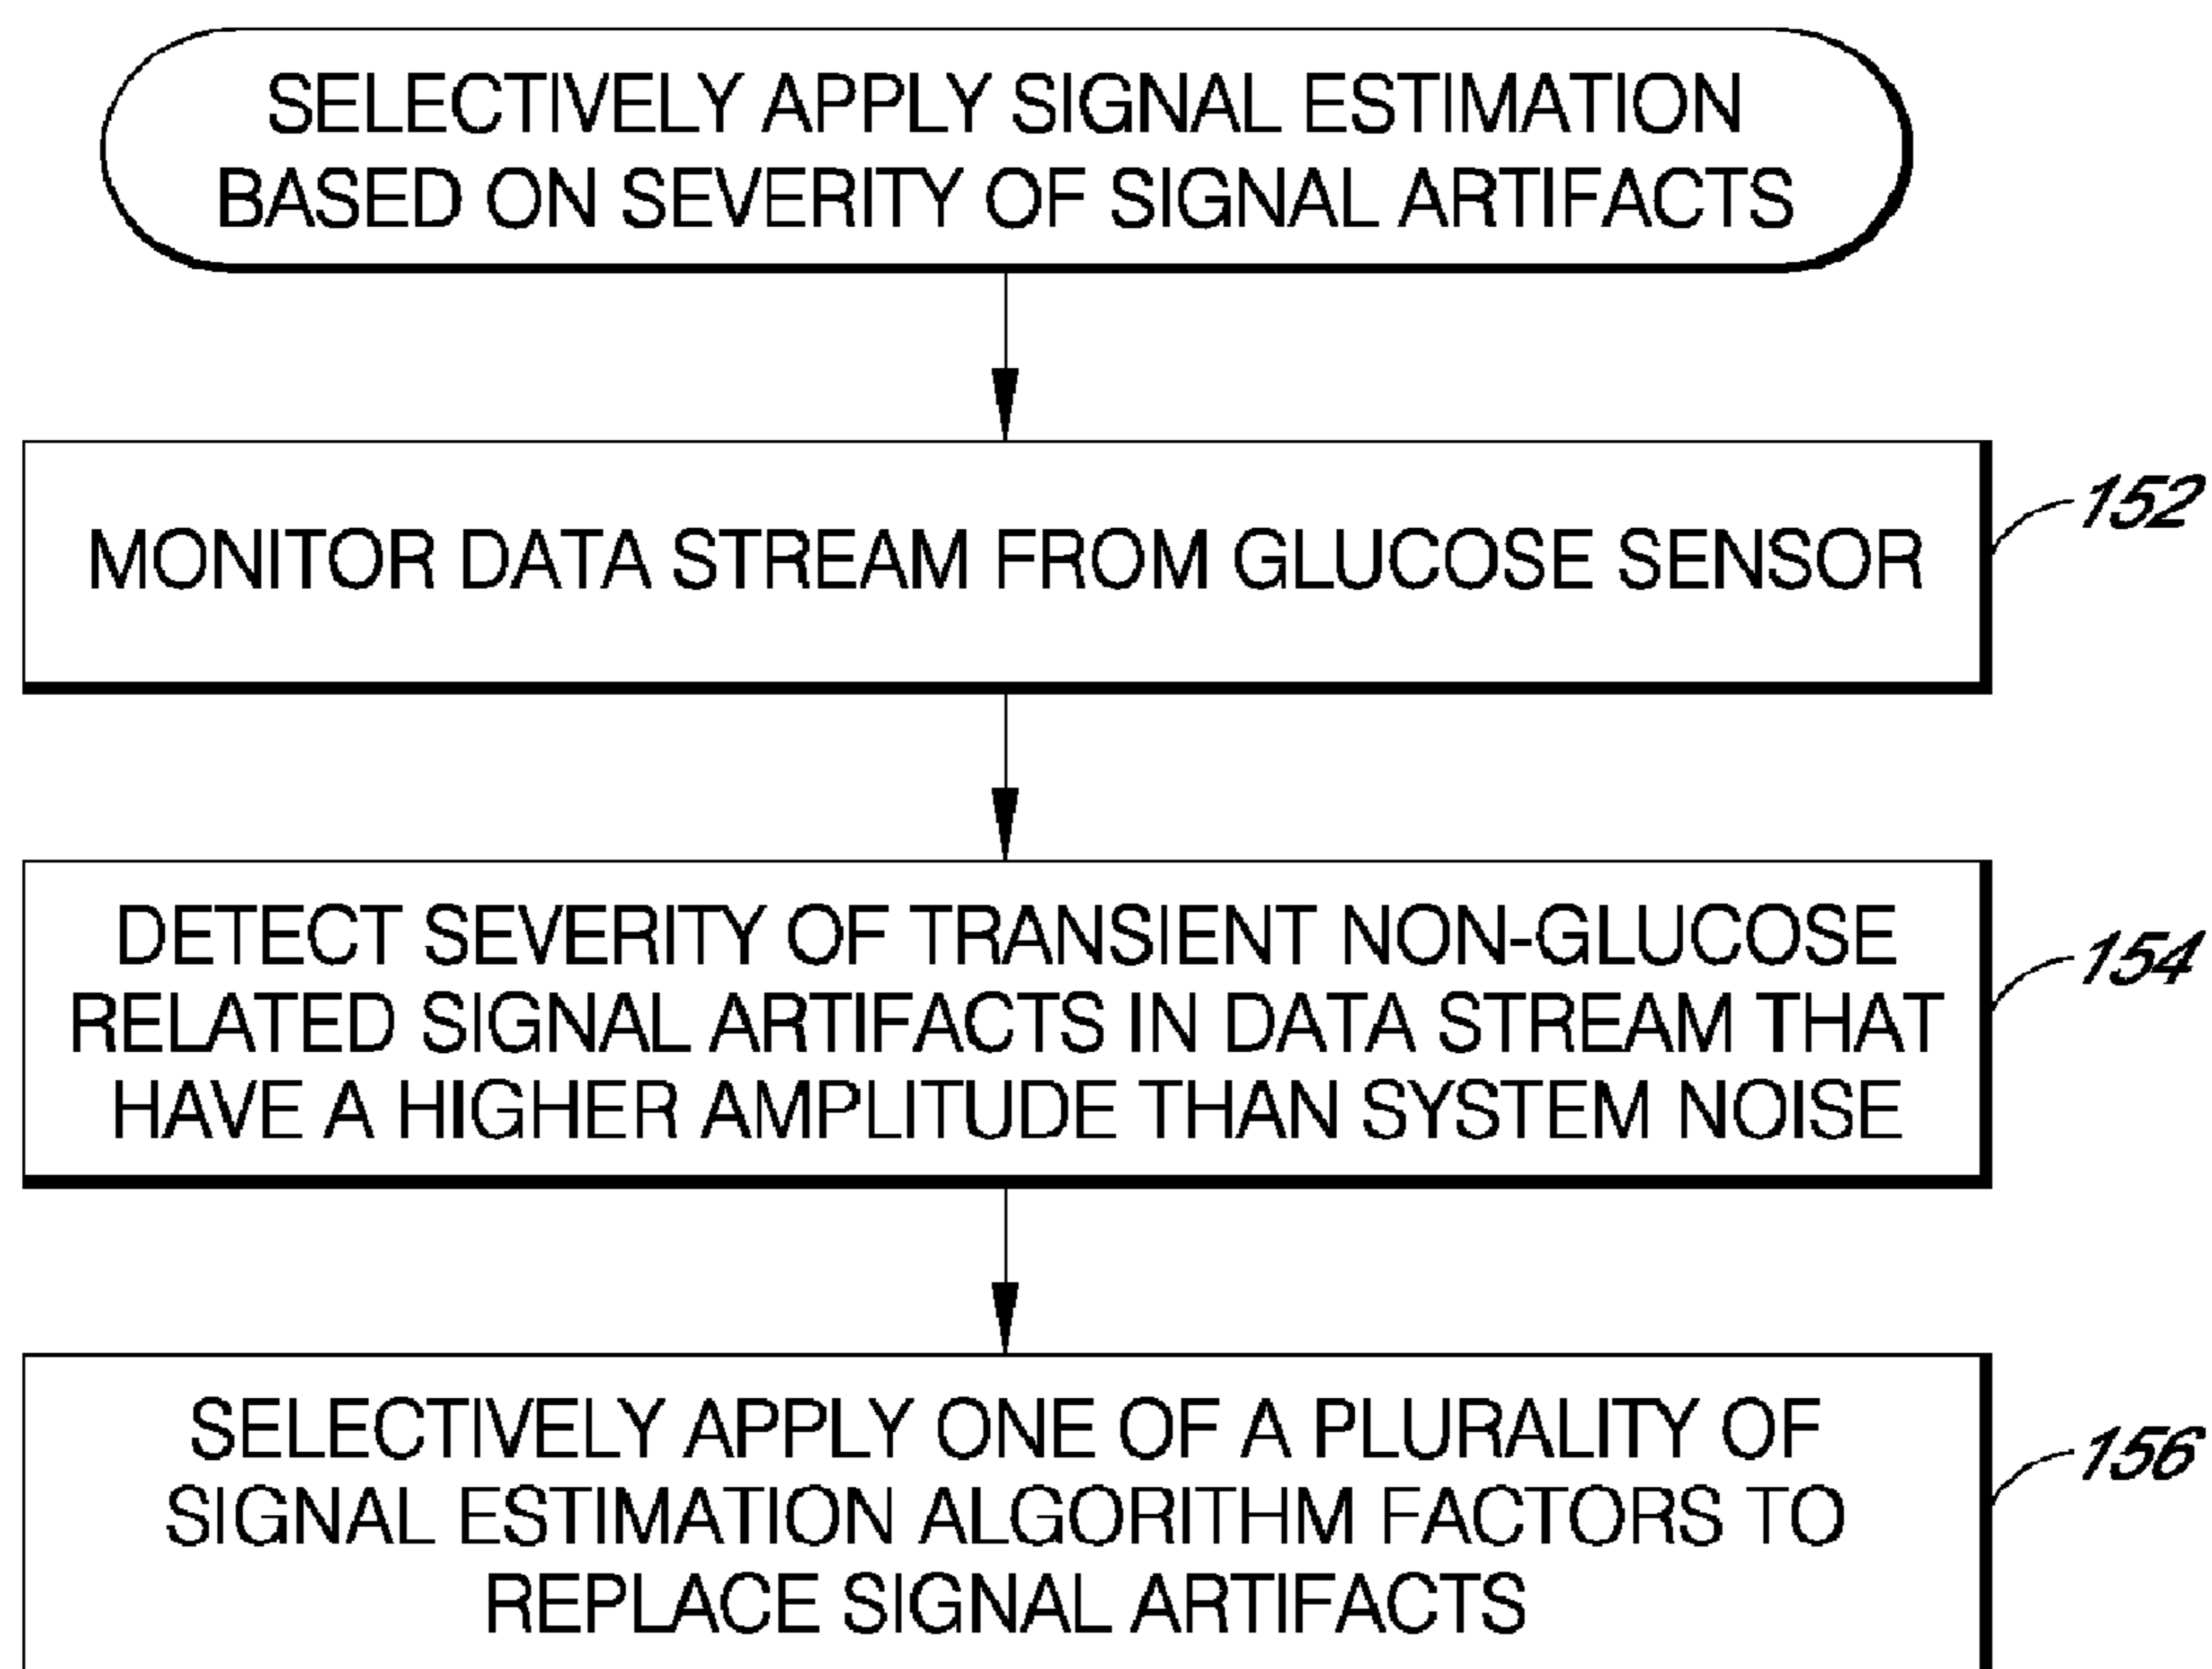 SELECTIVELY APPLY SIGNAL ESTIMATION
BASED ON SEVERITY OF SIGNAL ARTIFACTS
MONITOR DATA STREAM FROM GLUCOSE SENSOR
152
DETECT SEVERITY OF TRANSIENT NON-GLUCOSE
RELATED SIGNAL ARTIFACTS IN DATA STREAM THAT
HAVE A HIGHER AMPLITUDE THAN SYSTEM NOISE
154
SELECTIVELY APPLY ONE OF A PLURALITY OF
SIGNAL ESTIMATION ALGORITHM FACTORS TO
REPLACE SIGNAL ARTIFACTS
156